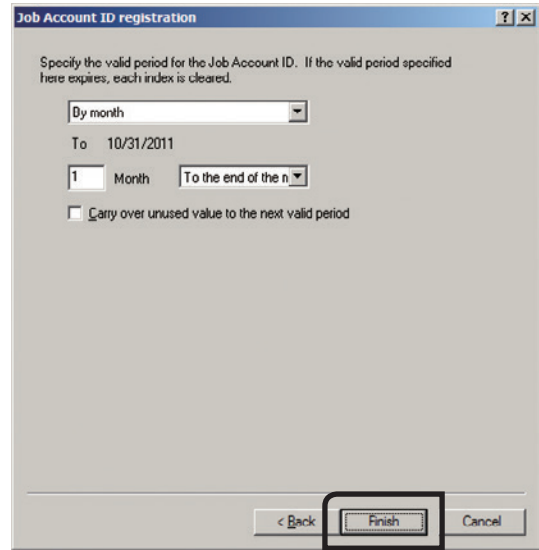 Job Account ID registration
Specify the valid period for the Job Account ID. If the valid period specified
here expires, each index is cleared.
By month
To 10/31/2011
1 Month To the end of the n
Carry over unused value to the next valid period
< Back Finish Cancel